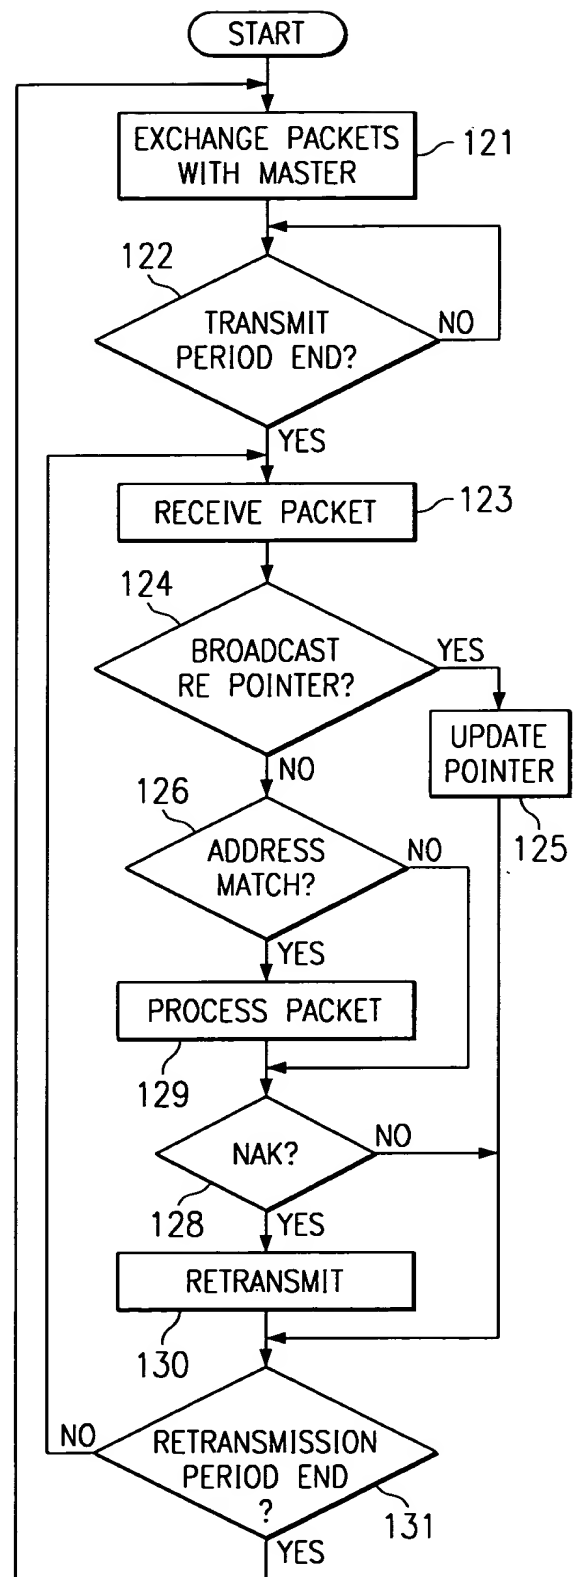 START
EXCHANGE PACKETS
WITH MASTER
121
122
TRANSMIT
PERIOD END?
NO
YES
RECEIVE PACKET
123
124
BROADCAST
RE POINTER?
YES
UPDATE
POINTER
125
NO
126
ADDRESS
MATCH?
NO
YES
PROCESS PACKET
129
NAK?
NO
128
YES
RETRANSMIT
130
NO
RETRANSMISSION
PERIOD END
?
131
YES